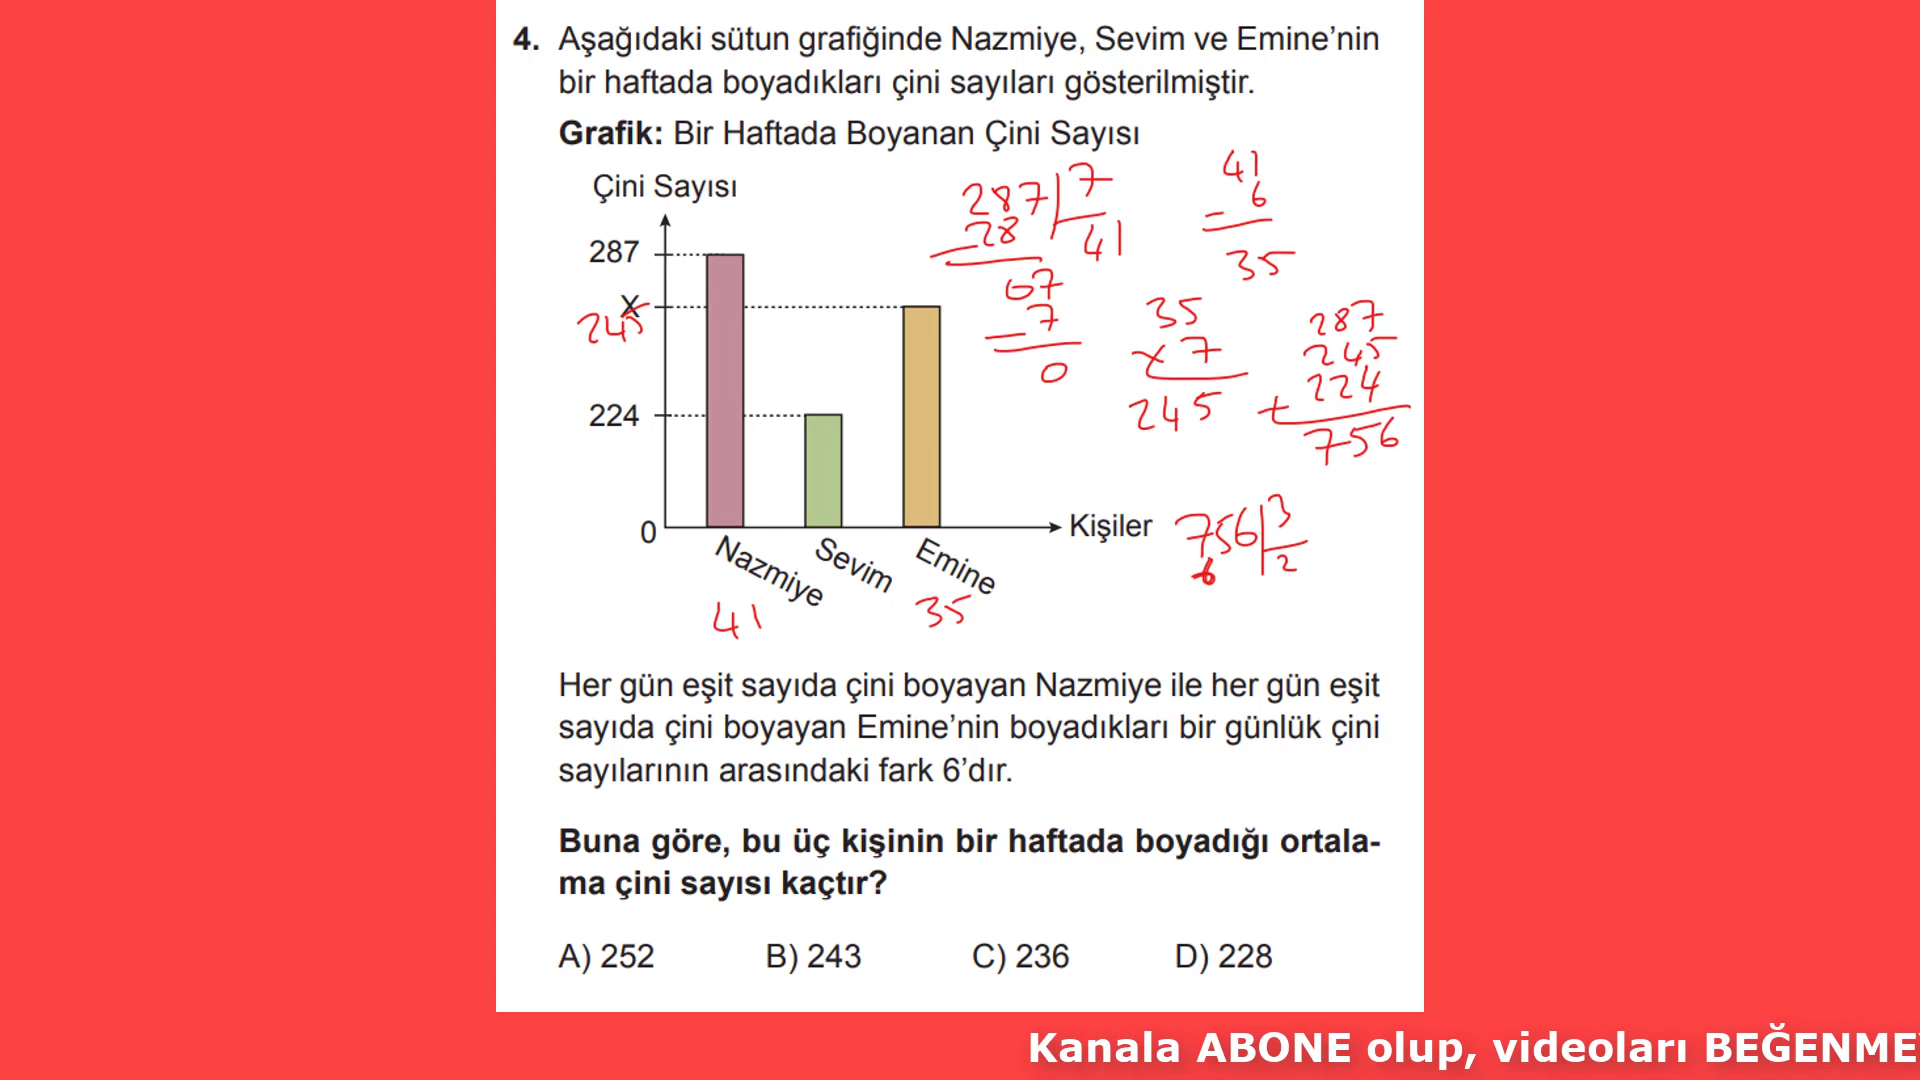 4. Aşağıdaki sütun grafiğinde Nazmiye, Sevim ve Emine’nin
bir haftada boyadıkları çini sayıları gösterilmiştir.
Grafik: Bir Haftada Boyanan Çini Sayısı
Çini Sayısı
287
X
245
224
0
Nazmiye
Sevim
Emine
Kişiler
41
35
287 7
28 41
07
7
0
41
6
35
35
x 7
245
287
245
+ 224
756
756 3
6 2
Her gün eşit sayıda çini boyayan Nazmiye ile her gün eşit
sayıda çini boyayan Emine’nin boyadıkları bir günlük çini
sayılarının arasındaki fark 6’dır.
Buna göre, bu üç kişinin bir haftada boyadığı ortala-
ma çini sayısı kaçtır?
A) 252 B) 243 C) 236 D) 228
Kanala ABONE olup, videoları BEĞENME